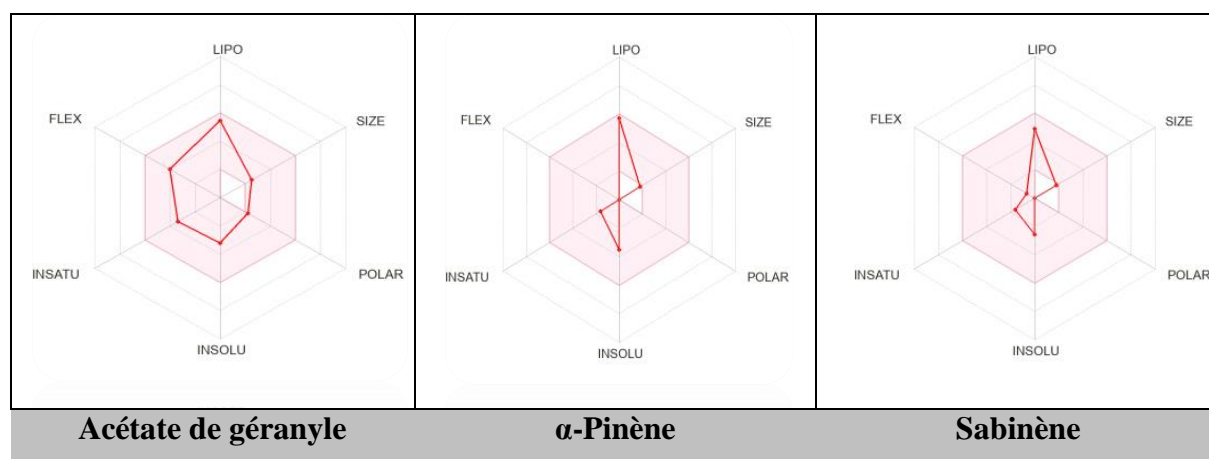 LIPO
FLEX
SIZE
INSATU
POLAR
INSOLU
LIPO
FLEX
SIZE
INSATU
POLAR
INSOLU
LIPO
FLEX
SIZE
INSATU
POLAR
INSOLU
Acétate de géranyle
α-Pinène
Sabinène